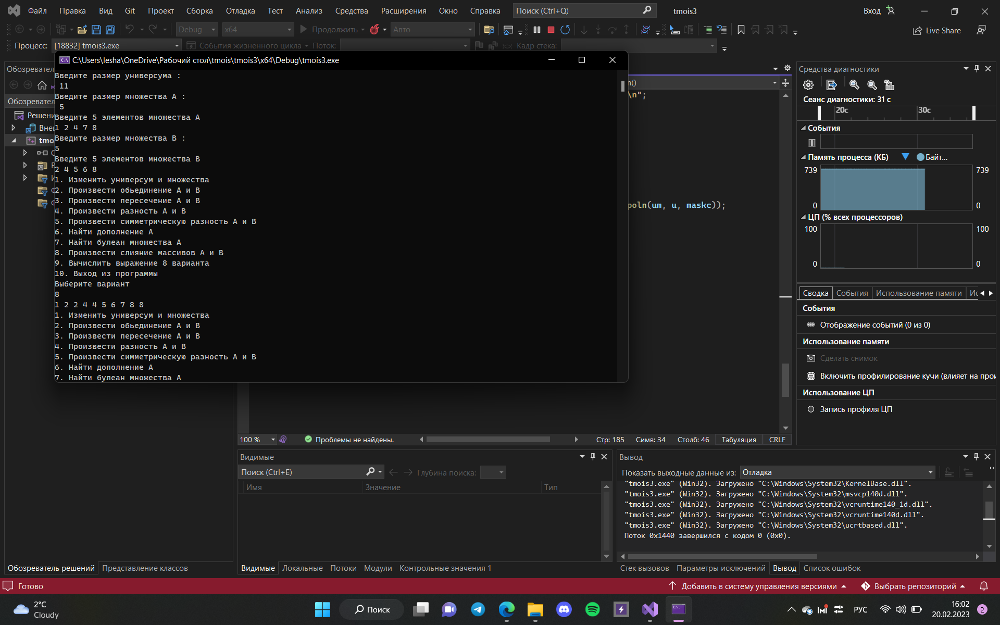 Файл Правка Вид Git Проект Сборка Отладка Тест Анализ Средства Расширения Окно Справка Поиск (Ctrl+Q) tmois3 Вход
Debug x64 Продолжить Авто Live Share
Процесс: [18832] tmois3.exe События жизненного цикла Поток: Кадр стека:
C:\Users\lesha\OneDrive\Рабочий стол\tmois\tmois3\x64\Debug\tmois3.exe
Введите размер универсума :
11
Введите размер множества A :
5
Введите 5 элементов множества A
1 2 4 7 8
Введите размер множества B :
5
Введите 5 элементов множества B
2 4 5 6 8
1. Изменить универсум и множества
2. Произвести обьединение A и B
3. Произвести пересечение A и B
4. Произвести разность A и B
5. Произвести симметрическую разность A и B
6. Найти дополнение A
7. Найти булеан множества A
8. Произвести слияние массивов A и B
9. Вычислить выражение 8 варианта
10. Выход из программы
Выберите вариант
8
1 2 2 4 4 5 6 7 8 8
1. Изменить универсум и множества
2. Произвести обьединение A и B
3. Произвести пересечение A и B
4. Произвести разность A и B
5. Произвести симметрическую разность A и B
6. Найти дополнение A
7. Найти булеан множества A
Обозревател
Обозревател
Решени
Вне
tmo
n()
\n";
poln(um, u, maskc));
100 % Проблемы не найдены. Стр: 185 Симв: 34 Столб: 46 Табуляция CRLF
Средства диагностики
Сеанс диагностики: 31 с
20с 30с
События
Память процесса (КБ) Байт...
739 739
0 0
ЦП (% всех процессоров)
100 100
0 0
Сводка События Использование памяти Ис
События
Отображение событий (0 из 0)
Использование памяти
Сделать снимок
Включить профилирование кучи (влияет на прои
Использование ЦП
Запись профиля ЦП
Видимые
Поиск (Ctrl+E) Глубина поиска:
Имя Значение Тип
Вывод
Показать выходные данные из: Отладка
"tmois3.exe" (Win32). Загружено "C:\Windows\System32\KernelBase.dll".
"tmois3.exe" (Win32). Загружено "C:\Windows\System32\msvcp140d.dll".
"tmois3.exe" (Win32). Загружено "C:\Windows\System32\vcruntime140_1d.dll".
"tmois3.exe" (Win32). Загружено "C:\Windows\System32\vcruntime140d.dll".
"tmois3.exe" (Win32). Загружено "C:\Windows\System32\ucrtbased.dll".
Поток 0x1440 завершился с кодом 0 (0x0).
Обозреватель решений Представление классов Видимые Локальные Потоки Модули Контрольные значения 1 Стек вызовов Параметры исключений Вывод Список ошибок
Готово Добавить в систему управления версиями Выбрать репозиторий
2°C
Cloudy
Поиск
РУС
16:02
20.02.2023
2